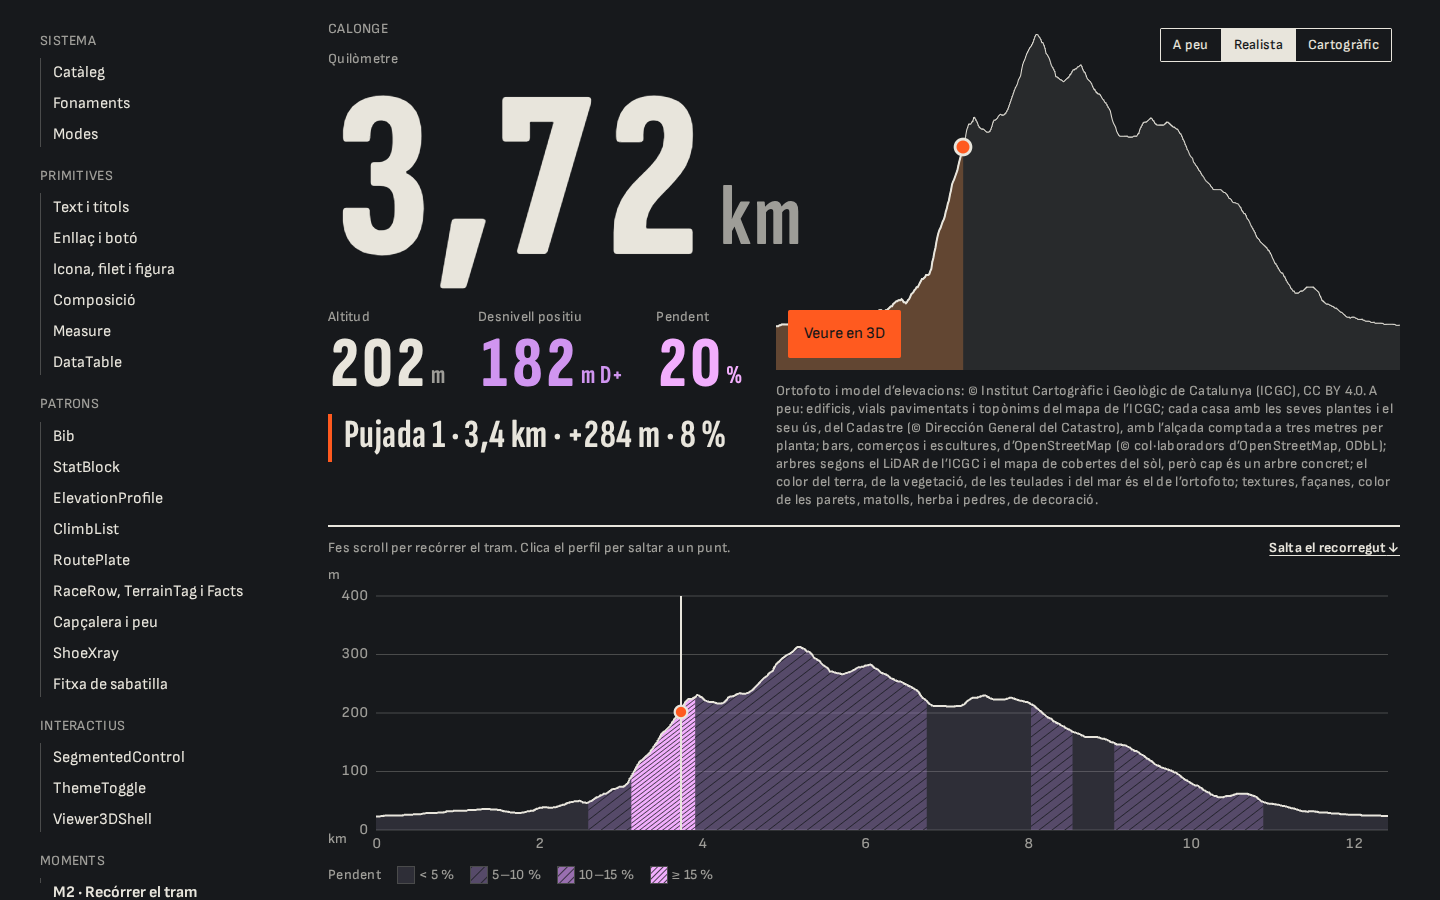 SISTEMA
Catàleg
Fonaments
Modes
PRIMITIVES
Text i títols
Enllaç i botó
Icona, filet i figura
Composició
Measure
DataTable
PATRONS
Bib
StatBlock
ElevationProfile
ClimbList
RoutePlate
RaceRow, TerrainTag i Facts
Capçalera i peu
ShoeXray
Fitxa de sabatilla
INTERACTIUS
SegmentedControl
ThemeToggle
Viewer3DShell
MOMENTS
M2 · Recórrer el tram
CALONGE
Quilòmetre
3,72 km
Altitud
202 m
Desnivell positiu
182 m D+
Pendent
20 %
Pujada 1 · 3,4 km · +284 m · 8 %
A peu
Realista
Cartogràfic
Veure en 3D
Ortofoto i model d’elevacions: © Institut Cartogràfic i Geològic de Catalunya (ICGC), CC BY 4.0. A
peu: edificis, vials pavimentats i topònims del mapa de l’ICGC; cada casa amb les seves plantes i el
seu ús, del Cadastre (© Dirección General del Catastro), amb l’alçada comptada a tres metres per
planta; bars, comerços i escultures, d’OpenStreetMap (© col·laboradors d’OpenStreetMap, ODbL);
arbres segons el LiDAR de l’ICGC i el mapa de cobertes del sòl, però cap és un arbre concret; el
color del terra, de la vegetació, de les teulades i del mar és el de l’ortofoto; textures, façanes, color
de les parets, matolls, herba i pedres, de decoració.
Fes scroll per recórrer el tram. Clica el perfil per saltar a un punt.
Salta el recorregut ↓
m
400
300
200
100
0
km
0 2 4 6 8 10 12
Pendent
< 5 %
5–10 %
10–15 %
≥ 15 %